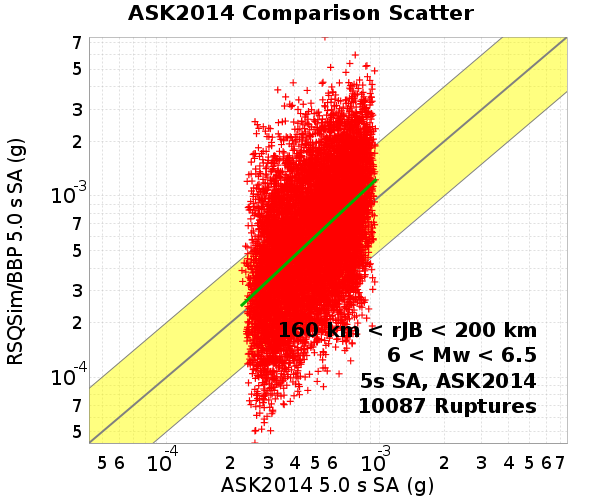 ASK2014 Comparison Scatter
RSQSim/BBP 5.0 s SA (g)
7
5
3
2
10⁻³
7
5
3
2
10⁻⁴
7
5
160 km < rJB < 200 km
6 < Mw < 6.5
5s SA, ASK2014
10087 Ruptures
5 6 10⁻⁴ 2 3 4 5 6 10⁻³ 2 3 4 5 6 7
ASK2014 5.0 s SA (g)